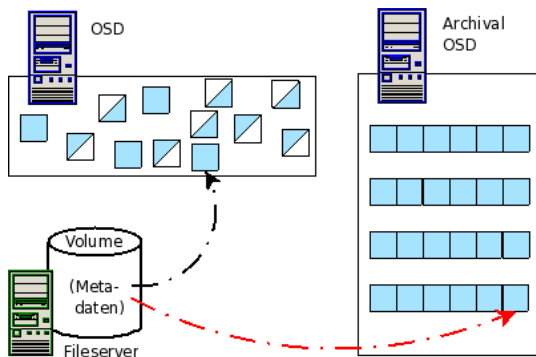 OSD
Archival
OSD
Volume
(Meta-
daten)
Fileserver